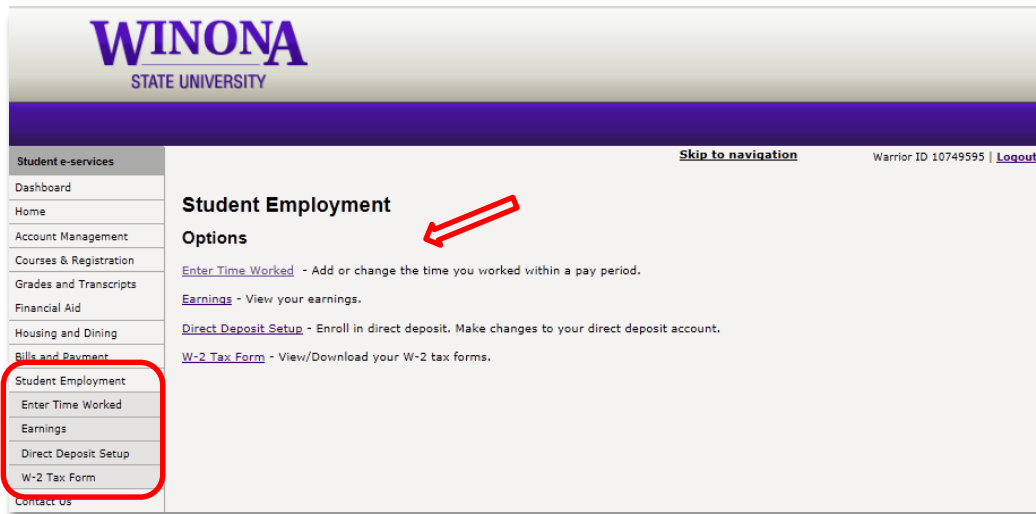 WINONA
STATE UNIVERSITY
Skip to navigation
Warrior ID 10749595 | Logout
Student e-services
Dashboard
Home
Account Management
Courses & Registration
Grades and Transcripts
Financial Aid
Housing and Dining
Bills and Payment
Student Employment
Enter Time Worked
Earnings
Direct Deposit Setup
W-2 Tax Form
Contact Us
Student Employment
Options
Enter Time Worked - Add or change the time you worked within a pay period.
Earnings - View your earnings.
Direct Deposit Setup - Enroll in direct deposit. Make changes to your direct deposit account.
W-2 Tax Form - View/Download your W-2 tax forms.